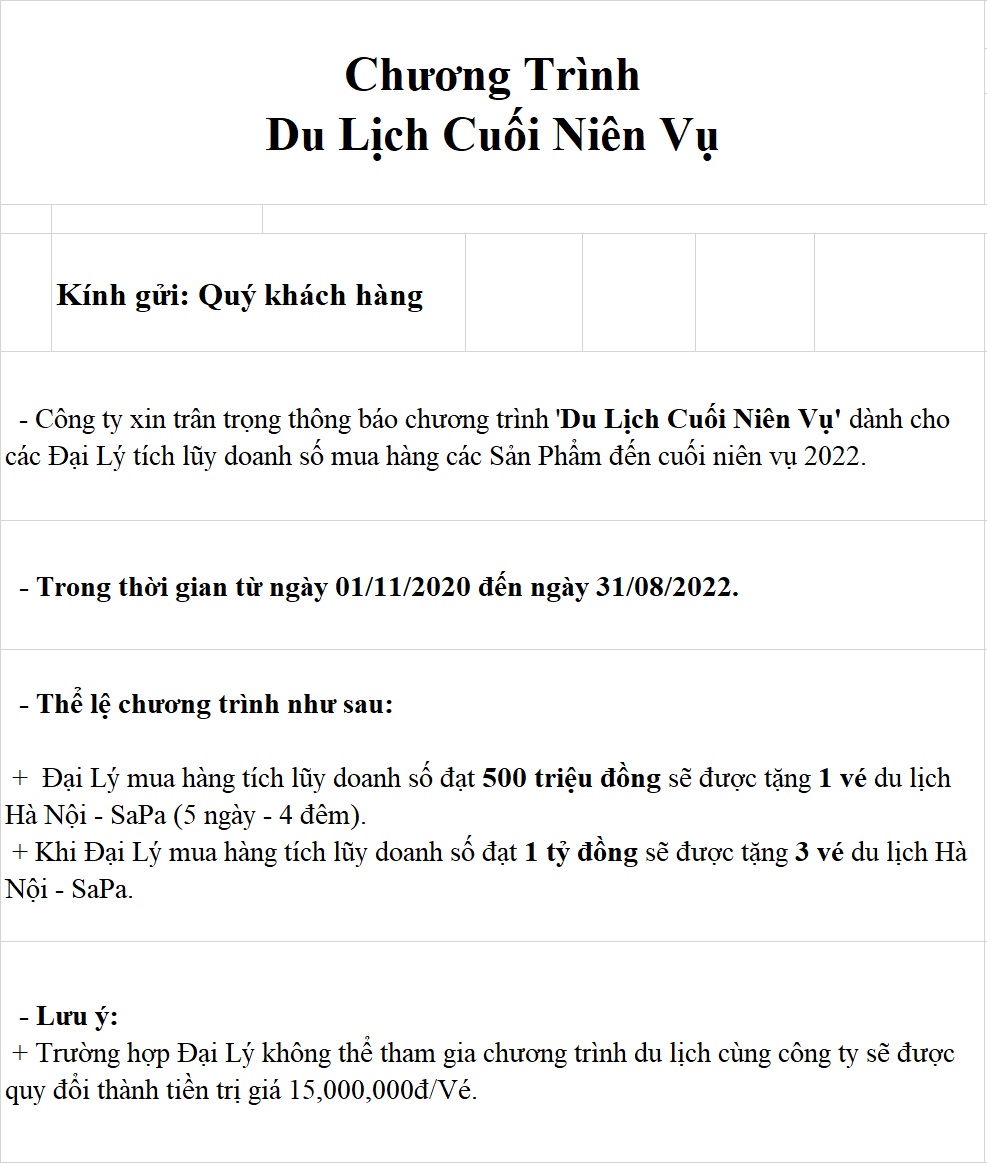 Chương Trình
Du Lịch Cuối Niên Vụ
Kính gửi: Quý khách hàng
- Công ty xin trân trọng thông báo chương trình 'Du Lịch Cuối Niên Vụ' dành cho
các Đại Lý tích lũy doanh số mua hàng các Sản Phẩm đến cuối niên vụ 2022.
- Trong thời gian từ ngày 01/11/2020 đến ngày 31/08/2022.
- Thể lệ chương trình như sau:
+ Đại Lý mua hàng tích lũy doanh số đạt 500 triệu đồng sẽ được tặng 1 vé du lịch
Hà Nội - SaPa (5 ngày - 4 đêm).
+ Khi Đại Lý mua hàng tích lũy doanh số đạt 1 tỷ đồng sẽ được tặng 3 vé du lịch Hà
Nội - SaPa.
- Lưu ý:
+ Trường hợp Đại Lý không thể tham gia chương trình du lịch cùng công ty sẽ được
quy đổi thành tiền trị giá 15,000,000đ/Vé.